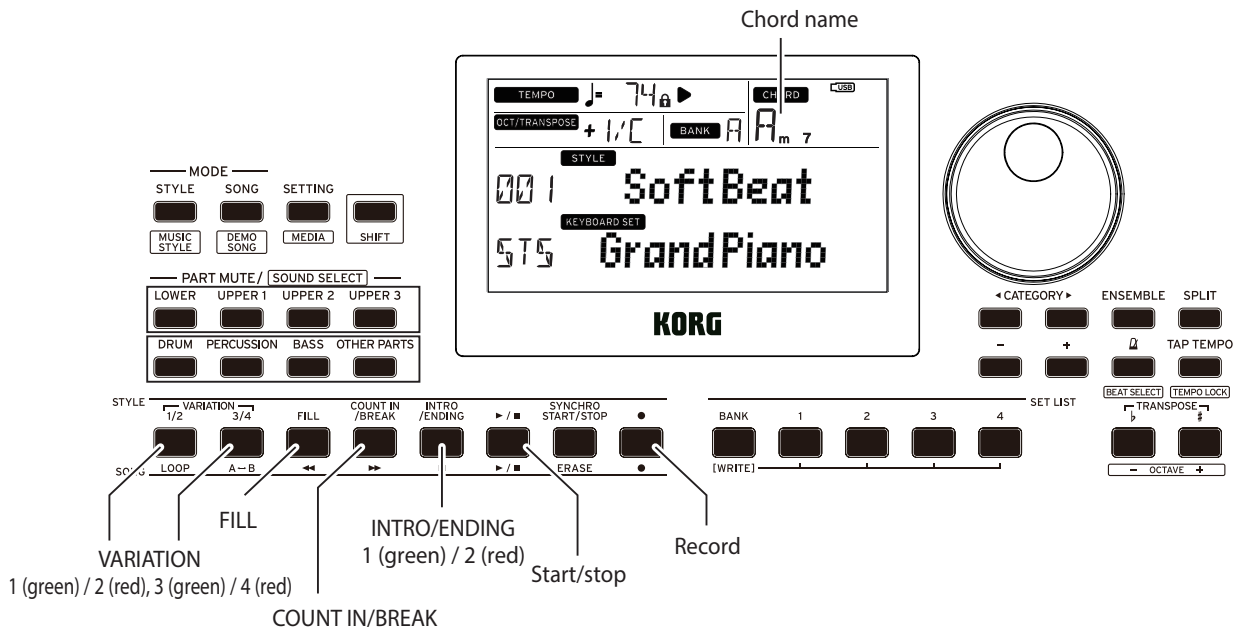 Chord name
TEMPO ♩= 74 ▶ CHORD USB
OCT/TRANSPOSE +1/C BANK A Am 7
STYLE
001 SoftBeat
KEYBOARD SET
STS GrandPiano
KORG
MODE
STYLE SONG SETTING
MUSIC STYLE DEMO SONG MEDIA SHIFT
PART MUTE/ SOUND SELECT
LOWER UPPER 1 UPPER 2 UPPER 3
DRUM PERCUSSION BASS OTHER PARTS
◄ CATEGORY ► ENSEMBLE SPLIT
− + TAP TEMPO
BEAT SELECT TEMPO LOCK
STYLE VARIATION
1/2 3/4 FILL COUNT IN /BREAK INTRO /ENDING ►/■ SYNCHRO START/STOP ●
SONG LOOP A↔B ◄◄ ►► ►/■ ERASE ●
BANK 1 2 3 4 SET LIST
[WRITE]
TRANSPOSE
♭ ♯
− OCTAVE +
FILL
VARIATION
1 (green) / 2 (red), 3 (green) / 4 (red)
COUNT IN/BREAK
INTRO/ENDING
1 (green) / 2 (red)
Start/stop
Record